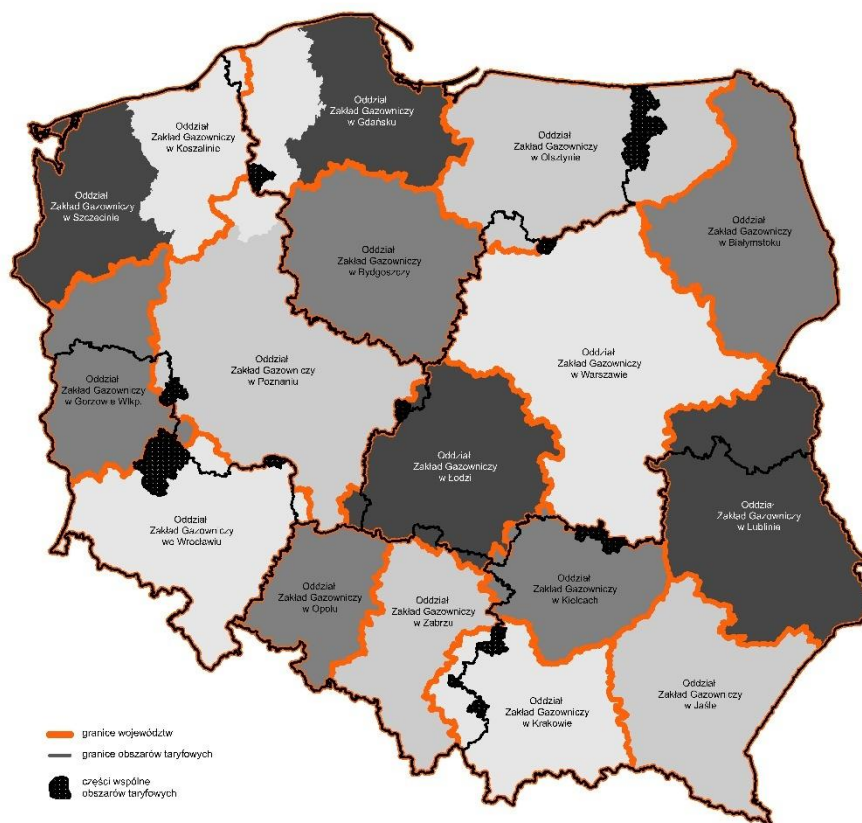 Oddział
Zakład Gazowniczy
w Gdańsku
Oddział
Zakład Gazowniczy
w Koszalinie
Oddział
Zakład Gazowniczy
w Olsztynie
Oddział
Zakład Gazowniczy
w Szczecinie
Oddział
Zakład Gazowniczy
w Białymstoku
Oddział
Zakład Gazowniczy
w Bydgoszczy
Oddział
Zakład Gazowniczy
w Poznaniu
Oddział
Zakład Gazowniczy
w Warszawie
Oddział
Zakład Gazowniczy
w Gorzowie Wlkp.
Oddział
Zakład Gazowniczy
w Łodzi
Oddział
Zakład Gazowniczy
w Lublinie
Oddział
Zakład Gazowniczy
we Wrocławiu
Oddział
Zakład Gazowniczy
w Opolu
Oddział
Zakład Gazowniczy
w Zabrzu
Oddział
Zakład Gazowniczy
w Kielcach
Oddział
Zakład Gazowniczy
w Krakowie
Oddział
Zakład Gazowniczy
w Jaśle
granice województw
granice obszarów taryfowych
części wspólne
obszarów taryfowych